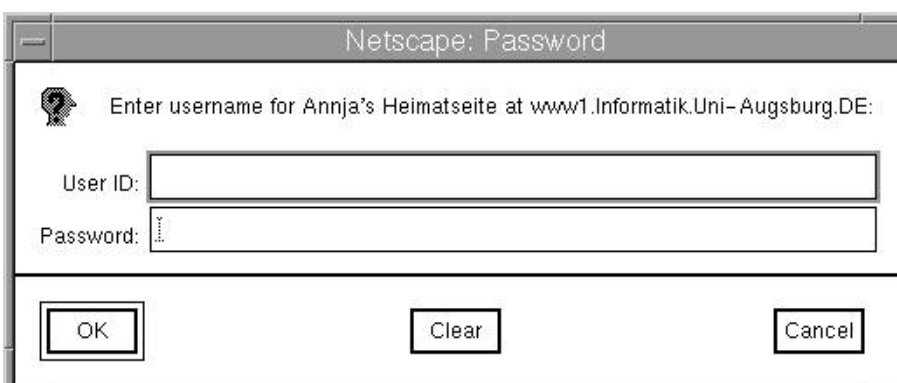 Netscape: Password
Enter username for Annja's Heimatseite at www1.Informatik.Uni-Augsburg.DE:
User ID:
Password:
OK Clear Cancel